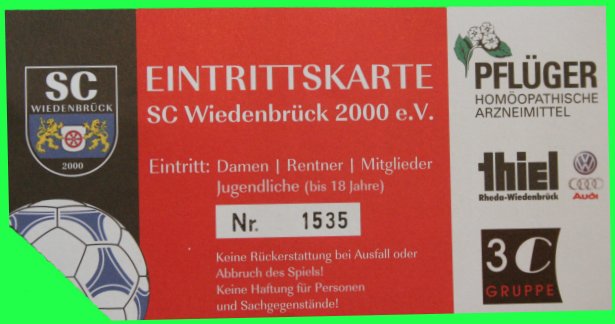 SC
WIEDENBRÜCK
2000
EINTRITTSKARTE
SC Wiedenbrück 2000 e.V.
Eintritt: Damen | Rentner | Mitglieder
Jugendliche (bis 18 Jahre)
Nr. 1535
Keine Rückerstattung bei Ausfall oder
Abbruch des Spiels!
Keine Haftung für Personen
und Sachgegenstände!
PFLÜGER
HOMÖOPATHISCHE
ARZNEIMITTEL
thiel
Rheda-Wiedenbrück
Audi
3C
GRUPPE